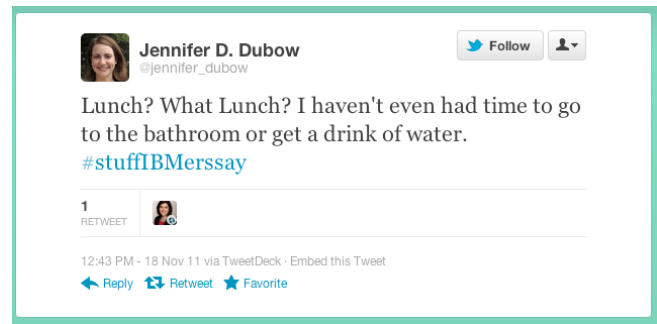 Jennifer D. Dubow
@jennifer_dubow
Follow
Lunch? What Lunch? I haven't even had time to go
to the bathroom or get a drink of water.
#stuffIBMerssay
1
RETWEET
12:43 PM - 18 Nov 11 via TweetDeck · Embed this Tweet
Reply Retweet Favorite